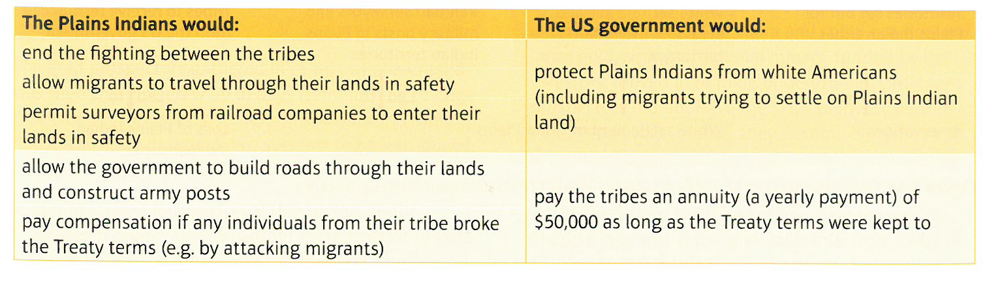 The Plains Indians would:
end the fighting between the tribes
allow migrants to travel through their lands in safety
permit surveyors from railroad companies to enter their
lands in safety
allow the government to build roads through their lands
and construct army posts
pay compensation if any individuals from their tribe broke
the Treaty terms (e.g. by attacking migrants)
The US government would:
protect Plains Indians from white Americans
(including migrants trying to settle on Plains Indian
land)
pay the tribes an annuity (a yearly payment) of
$50,000 as long as the Treaty terms were kept to